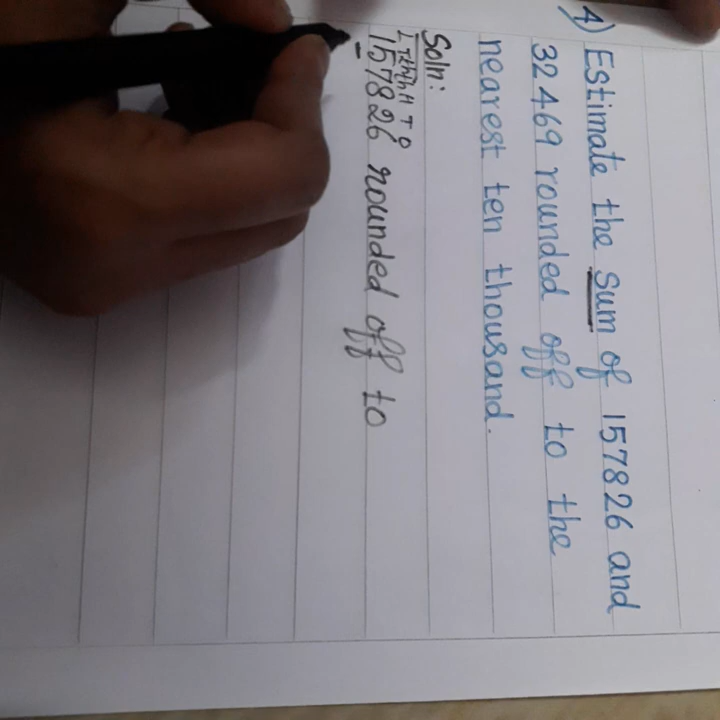 4) Estimate the sum of 157826 and
32469 rounded off to the
nearest ten thousand.
Soln:
L TTh Th H T O
157826 rounded off to